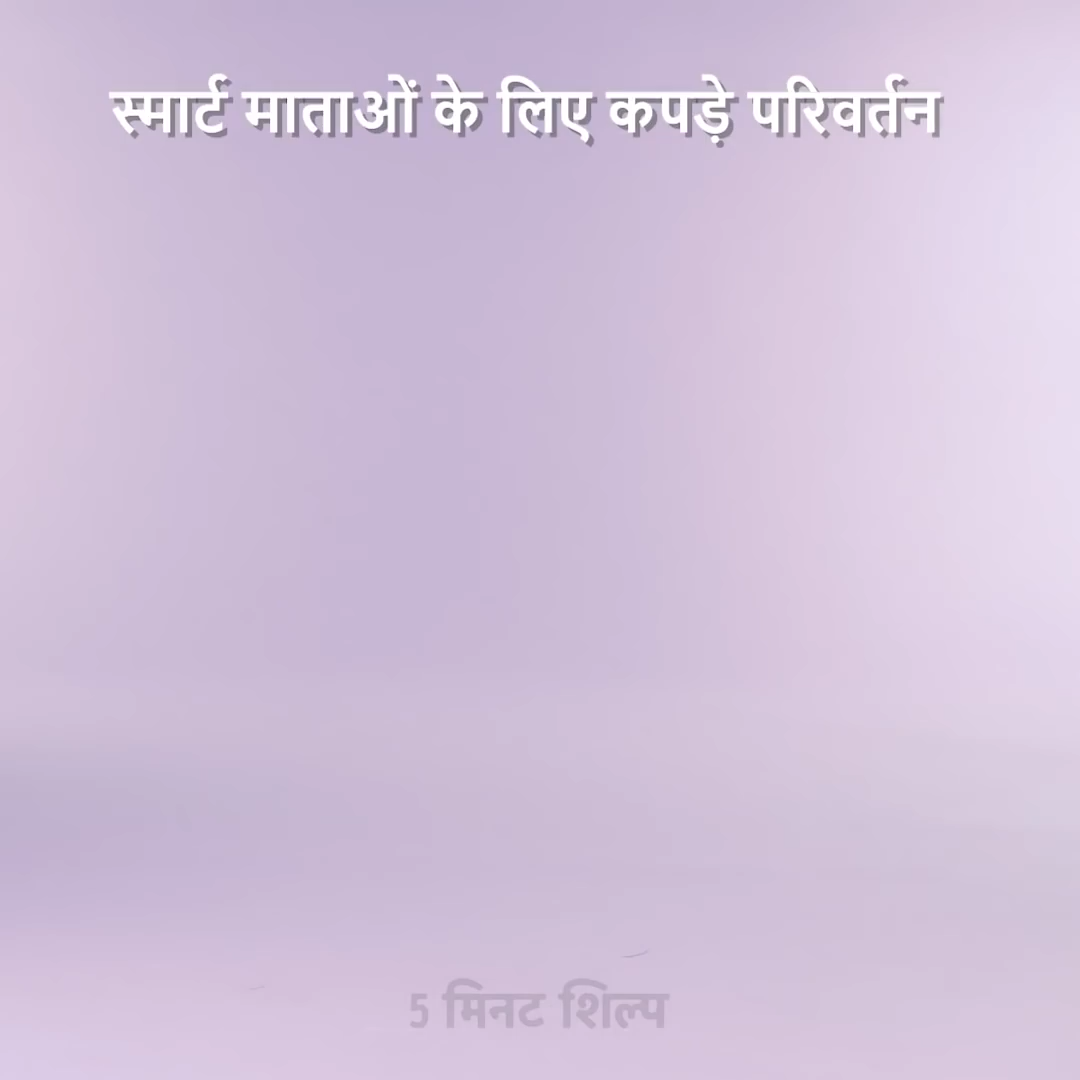 स्मार्ट माताओं के लिए कपड़े परिवर्तन
5 मिनट शिल्प